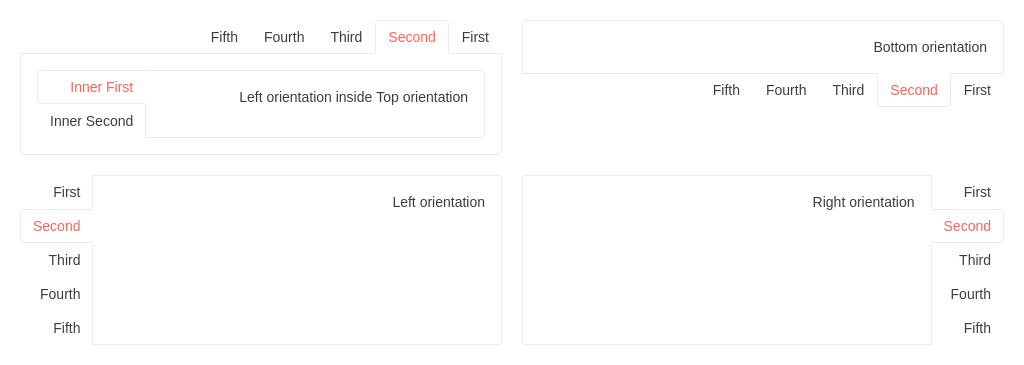 Fifth Fourth Third Second First
Inner First
Left orientation inside Top orientation
Inner Second
Bottom orientation
Fifth Fourth Third Second First
First
Second
Third
Fourth
Fifth
Left orientation
Right orientation
First
Second
Third
Fourth
Fifth